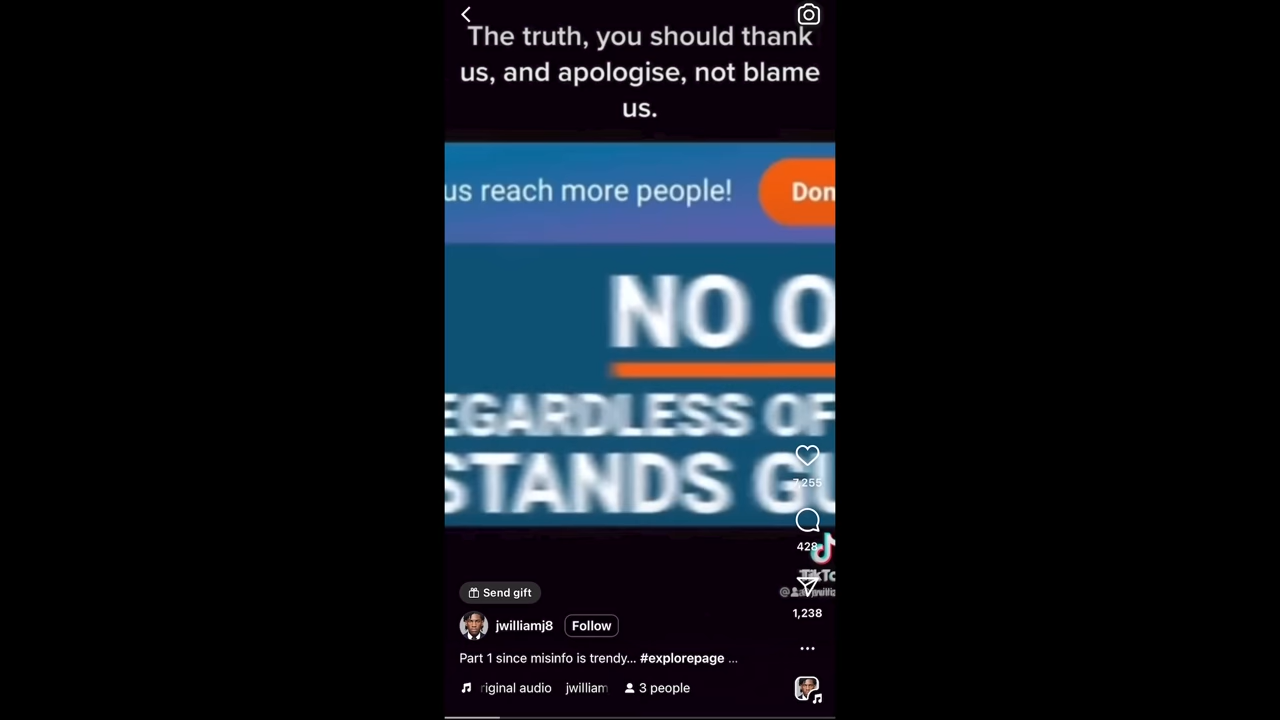 The truth, you should thank
us, and apologise, not blame
us.
us reach more people!
Don
NO O
EGARDLESS OF
STANDS GU
7,255
428
TikTo
1,238
Send gift
jwilliamj8
Follow
Part 1 since misinfo is trendy... #explorepage ...
riginal audio jwilliam 3 people